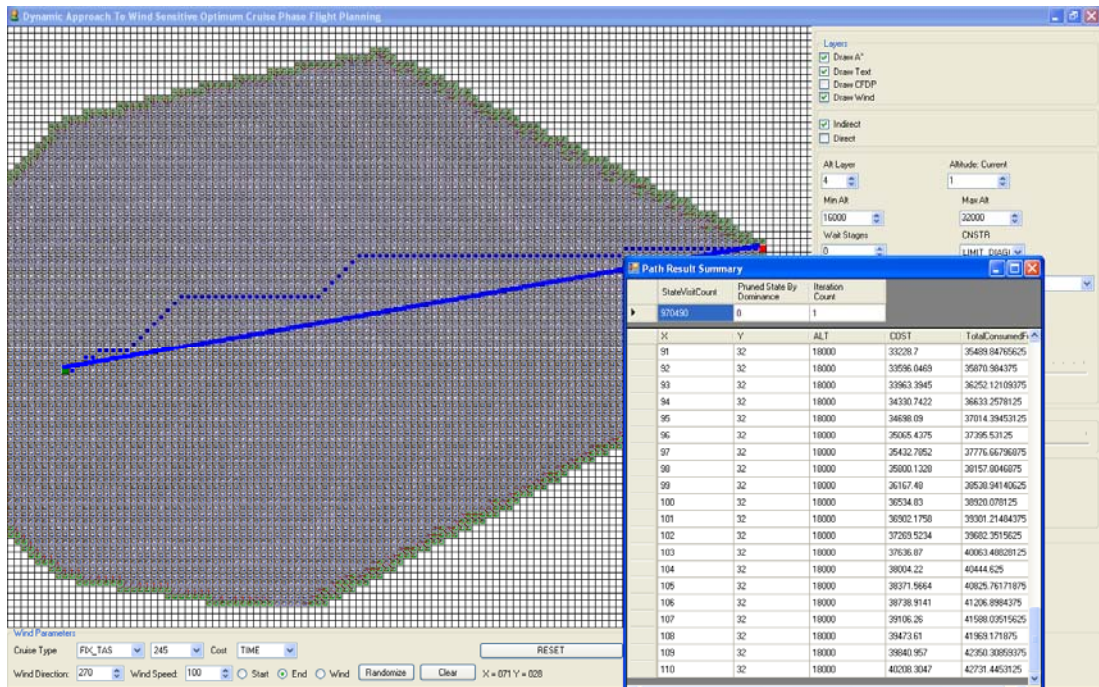 Dynamic Approach To Wind Sensitive Optimum Cruise Phase Flight Planning
Layers
Draw A*
Draw Text
Draw CFDP
Draw Wind
Indirect
Direct
Alt Layer Altitude: Current
4 1
Min Alt Max Alt
16000 32000
Wait Stages CNSTR
0 LIMIT_DIAGI
Path Result Summary
StateVisitCount Pruned State By Dominance Iteration Count
970490 0 1
X Y ALT COST TotalConsumedF
91 32 18000 33228.7 35489.84765625
92 32 18000 33596.0469 35870.984375
93 32 18000 33963.3945 36252.12109375
94 32 18000 34330.7422 36633.2578125
95 32 18000 34698.09 37014.39453125
96 32 18000 35065.4375 37395.53125
97 32 18000 35432.7852 37776.66796875
98 32 18000 35800.1328 38157.8046875
99 32 18000 36167.48 38538.94140625
100 32 18000 36534.83 38920.078125
101 32 18000 36902.1758 39301.21484375
102 32 18000 37269.5234 39682.3515625
103 32 18000 37636.87 40063.48828125
104 32 18000 38004.22 40444.625
105 32 18000 38371.5664 40825.76171875
106 32 18000 38738.9141 41206.8984375
107 32 18000 39106.26 41588.03515625
108 32 18000 39473.61 41969.171875
109 32 18000 39840.957 42350.30859375
110 32 18000 40208.3047 42731.4453125
Wind Parameters
Cruise Type FIX_TAS 245 Cost TIME RESET
Wind Direction: 270 Wind Speed: 100 Start End Wind Randomize Clear X = 071 Y = 028